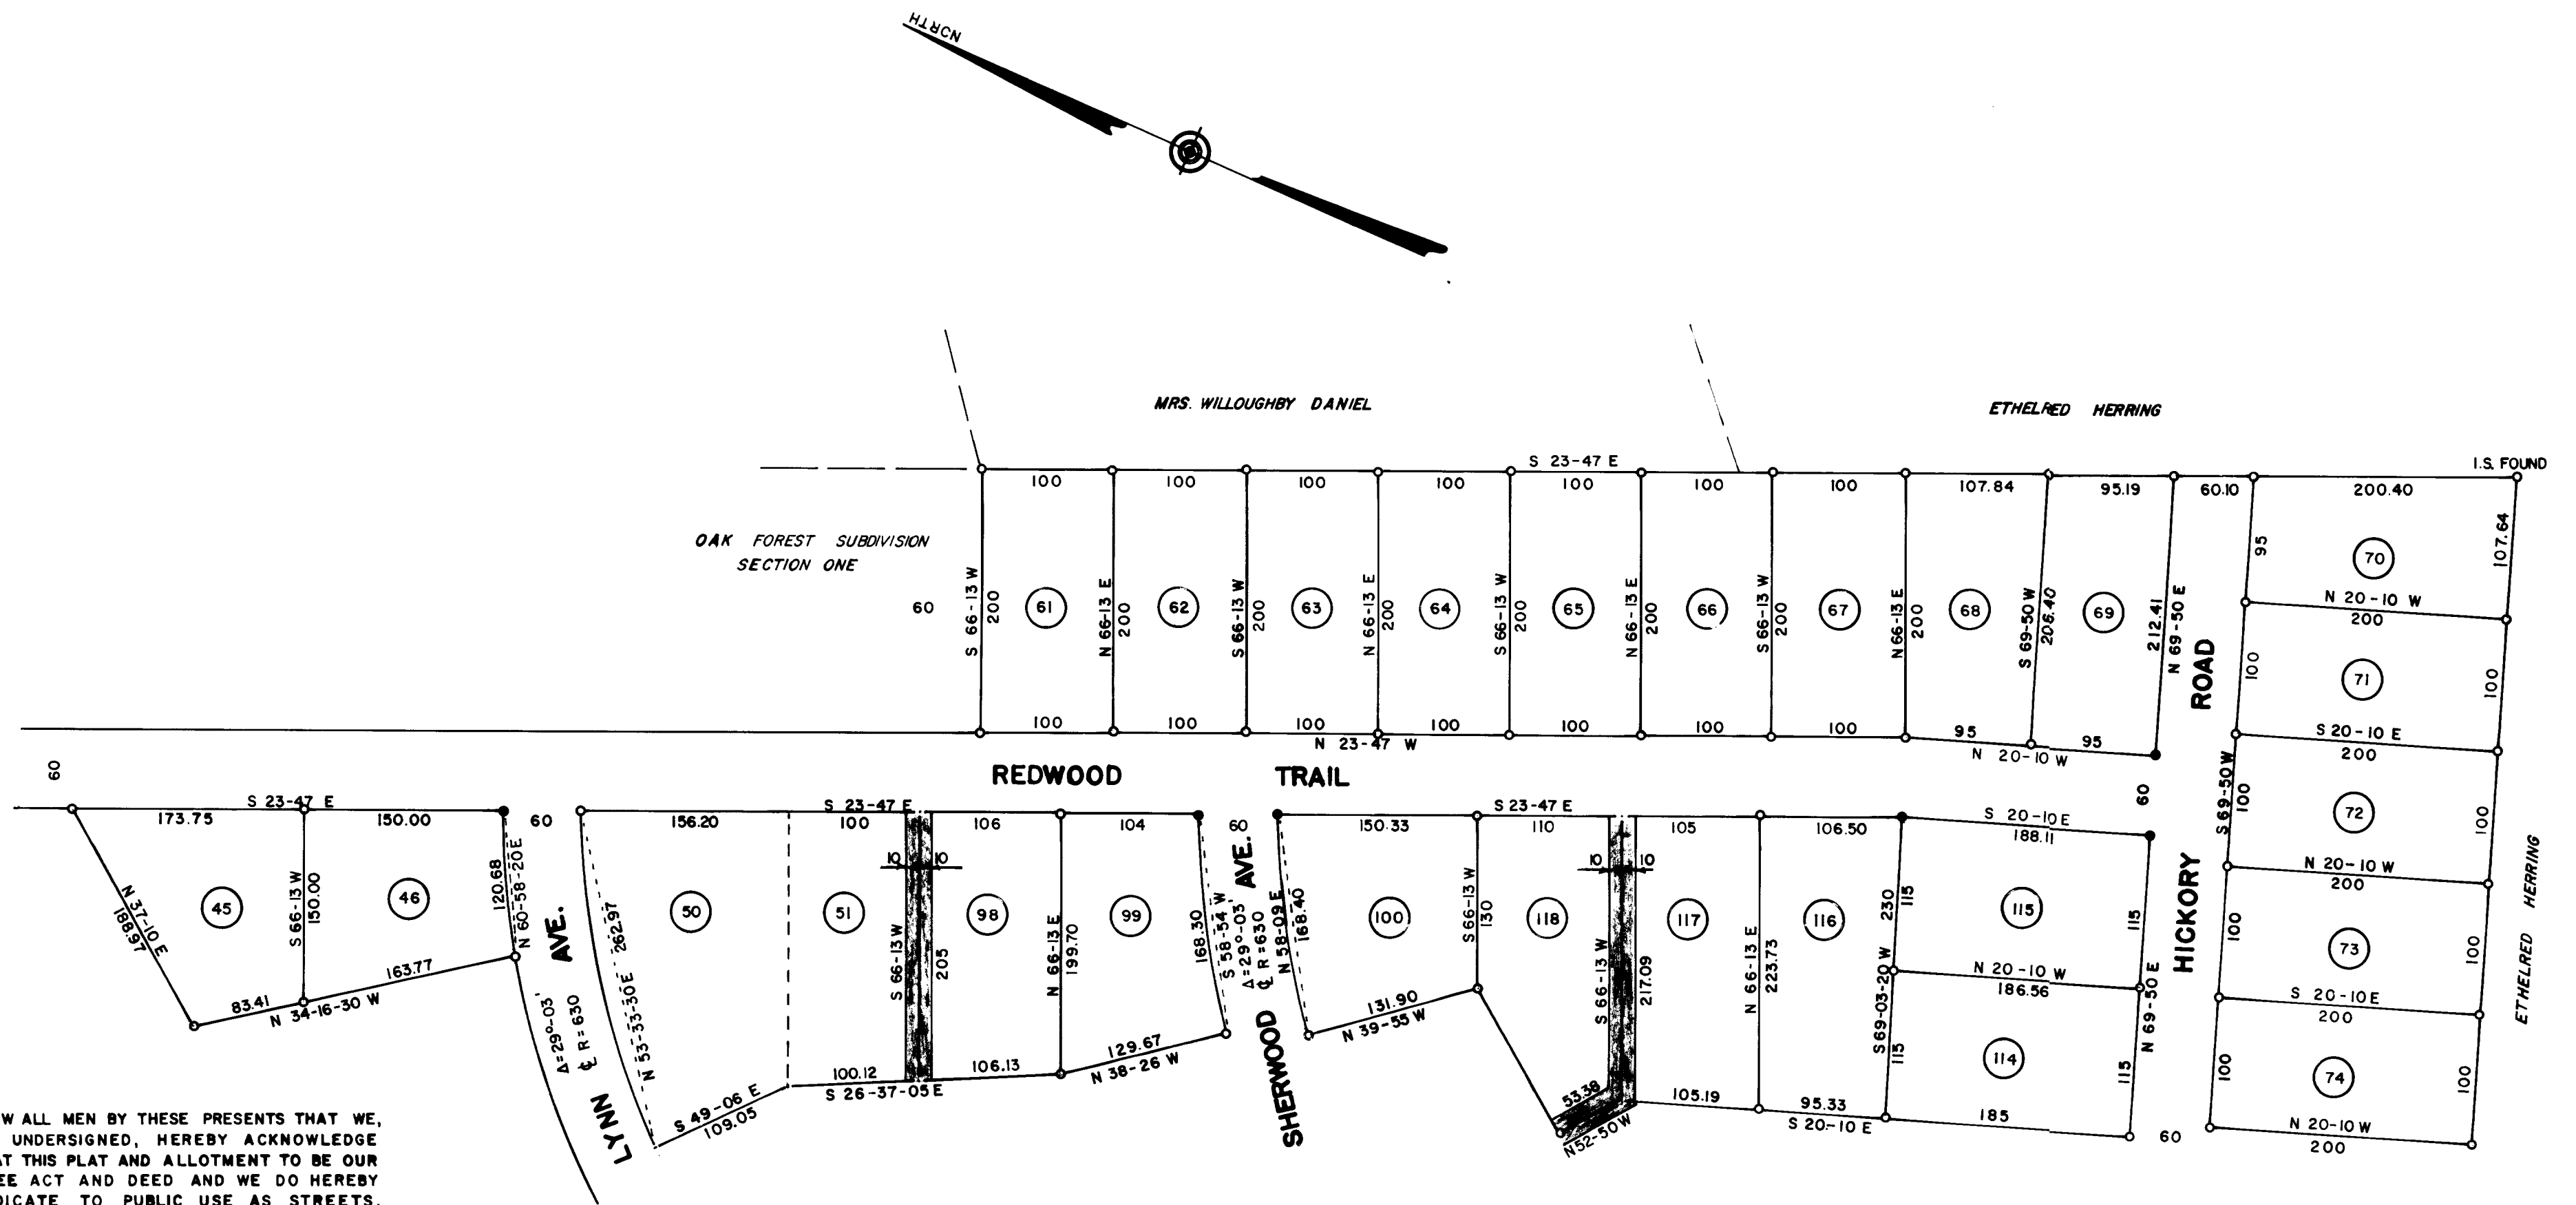 NORTH
MRS. WILLOUGHBY DANIEL
ETHELRED HERRING
I.S. FOUND
S 23-47 E
100
100
100
100
100
100
100
107.84
95.19
60.10
200.40
OAK FOREST SUBDIVISION
SECTION ONE
60
S 66-13 W
200
61
N 66-13 E
200
62
S 66-13 W
200
63
N 66-13 E
200
64
S 66-13 W
200
65
N 66-13 E
200
66
S 66-13 W
200
67
N 66-13 E
200
68
S 69-50 W
206.40
69
212.41
N 69-50 E
100
100
100
100
100
100
100
95
95
N 23-47 W
N 20-10 W
REDWOOD TRAIL
60
60
HICKORY ROAD
95
70
107.64
N 20-10 W
200
100
71
100
S 20-10 E
200
S 69-50 W
100
72
100
N 20-10 W
200
100
73
100
S 20-10 E
200
100
74
100
N 20-10 W
200
ETHELRED HERRING
S 23-47 E
173.75
150.00
60
N 37-10 E
188.97
45
S 66-13 W
150.00
46
120.68
N 60-58-20 E
83.41
163.77
N 34-16-30 W
LYNN AVE.
Δ=29°-03'
℄ R=630
S 23-47 E
156.20
100
106
104
60
N 53-33-30 E 262.97
50
51
10
10
S 66-13 W
205
98
N 66-13 E
199.70
99
168.30
S 58-54 W
S 49-06 E
109.05
100.12
S 26-37-05 E
106.13
129.67
N 38-26 W
SHERWOOD AVE.
Δ=29°-03'
℄ R=630
N 58-09 E
168.40
S 23-47 E
150.33
110
105
106.50
100
S 66-13 W
130
131.90
N 39-55 W
118
10
10
S 66-13 W
217.09
53.38
N 52-50 W
117
N 66-13 E
223.73
116
105.19
95.33
S 20-10 E
S 69-03-20 W
230
115
115
S 20-10 E
188.11
115
115
N 20-10 W
186.56
114
115
N 69-50 E
185
60
W ALL MEN BY THESE PRESENTS THAT WE,
UNDERSIGNED, HEREBY ACKNOWLEDGE
AT THIS PLAT AND ALLOTMENT TO BE OUR
EE ACT AND DEED AND WE DO HEREBY
DICATE TO PUBLIC USE AS STREETS,